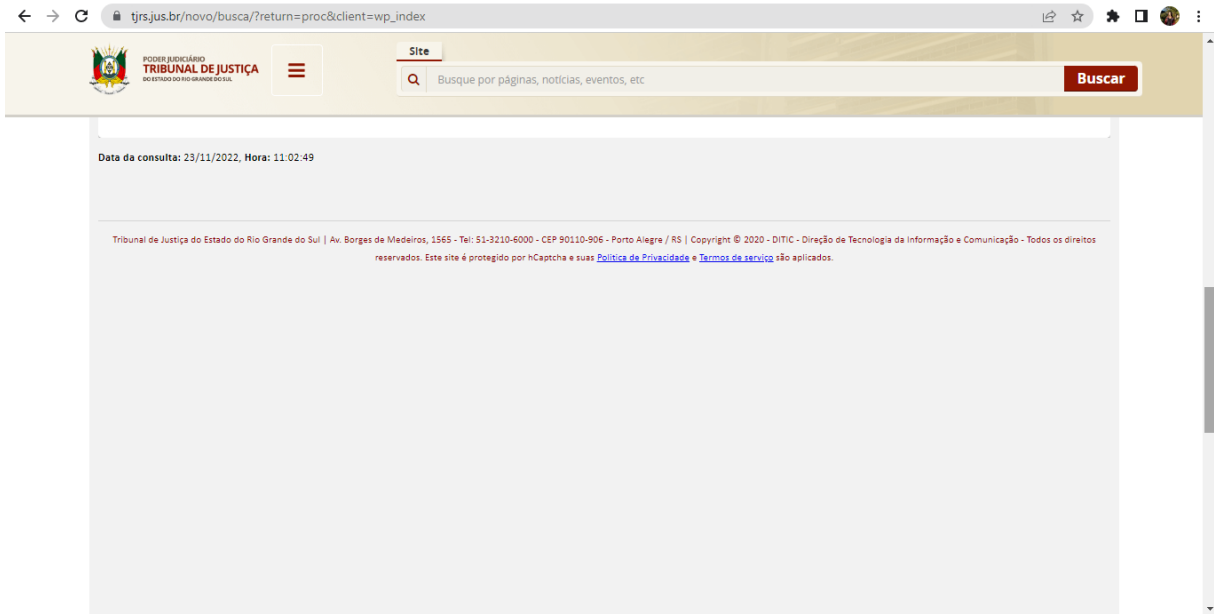 tjrs.jus.br/novo/busca/?return=proc&client=wp_index
PODER JUDICIÁRIO
TRIBUNAL DE JUSTIÇA
DO ESTADO DO RIO GRANDE DO SUL
Site
Busque por páginas, notícias, eventos, etc
Buscar
Data da consulta: 23/11/2022, Hora: 11:02:49
Tribunal de Justiça do Estado do Rio Grande do Sul | Av. Borges de Medeiros, 1565 - Tel: 51-3210-6000 - CEP 90110-906 - Porto Alegre / RS | Copyright © 2020 - DITIC - Direção de Tecnologia da Informação e Comunicação - Todos os direitos
reservados. Este site é protegido por hCaptcha e suas Política de Privacidade e Termos de serviço são aplicados.